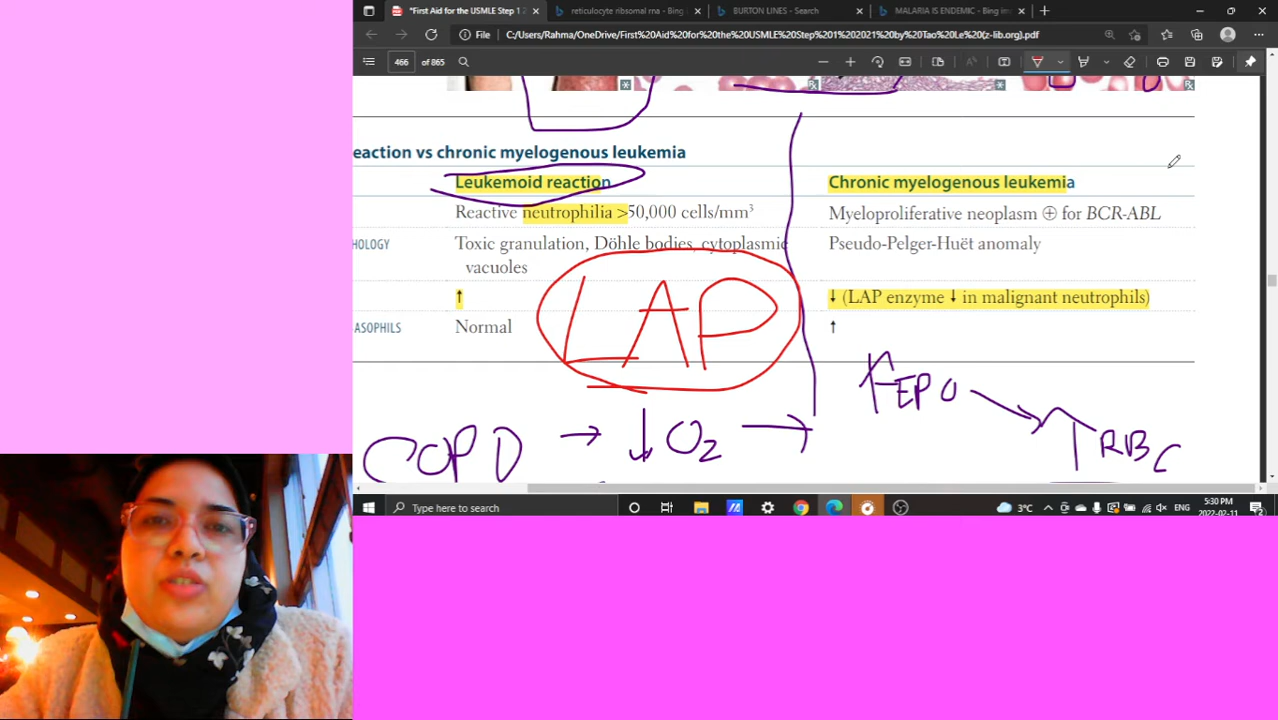 "First Aid for the USMLE Step 1 2
reticulocyte ribsomal rna - Bing
BURTON LINES - Search
MALARIA IS ENDEMIC - Bing im
File
C:/Users/Rahma/OneDrive/First%20Aid%20for%20the%20USMLE%20Step%201%202021%20by%20Tao%20Le%20(z-lib.org).pdf
466 of 865
eaction vs chronic myelogenous leukemia
Leukemoid reaction
Chronic myelogenous leukemia
Reactive neutrophilia >50,000 cells/mm³
Myeloproliferative neoplasm ⊕ for BCR-ABL
HOLOGY
Toxic granulation, Döhle bodies, cytoplasmic
vacuoles
Pseudo-Pelger-Huët anomaly
↑
↓ (LAP enzyme ↓ in malignant neutrophils)
ASOPHILS
Normal
↑
LAP
↑ EPO
COPD → ↓ O2 →
↑ RBC
Type here to search
3°C
ENG
5:30 PM
2022-02-11